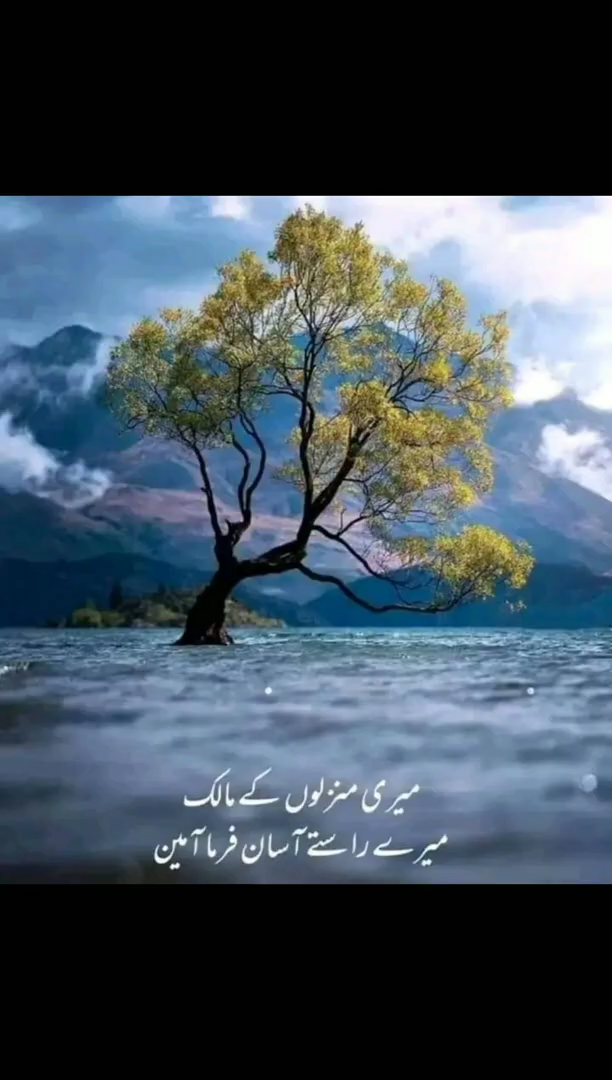 میری منزلوں کے مالک
میرے راستے آسان فرما آمین